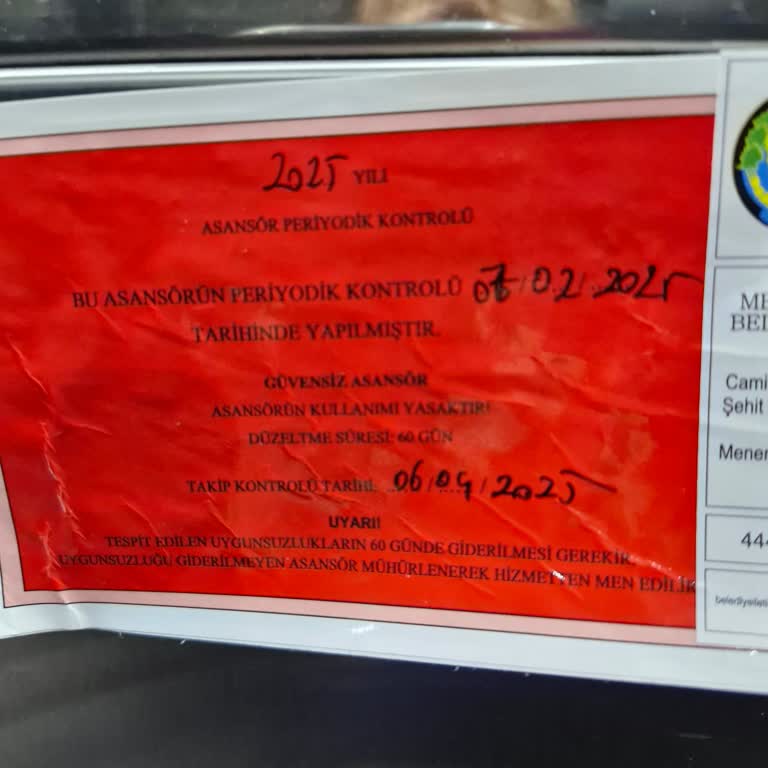 2025 YILI
ASANSÖR PERİYODİK KONTROLÜ
BU ASANSÖRÜN PERİYODİK KONTROLÜ 07/02/2025
TARİHİNDE YAPILMIŞTIR.
GÜVENSİZ ASANSÖR
ASANSÖRÜN KULLANIMI YASAKTIR!
DÜZELTME SÜRESİ: 60 GÜN
TAKİP KONTROLÜ TARİHİ: 06/04/2025
UYARI!
TESPİT EDİLEN UYGUNSUZLUKLARIN 60 GÜNDE GİDERİLMESİ GEREKİR.
UYGUNSUZLUĞU GİDERİLMEYEN ASANSÖR MÜHÜRLENEREK HİZMETTEN MEN EDİLİR
ME
BEL
Cami
Şehit
Menem
444